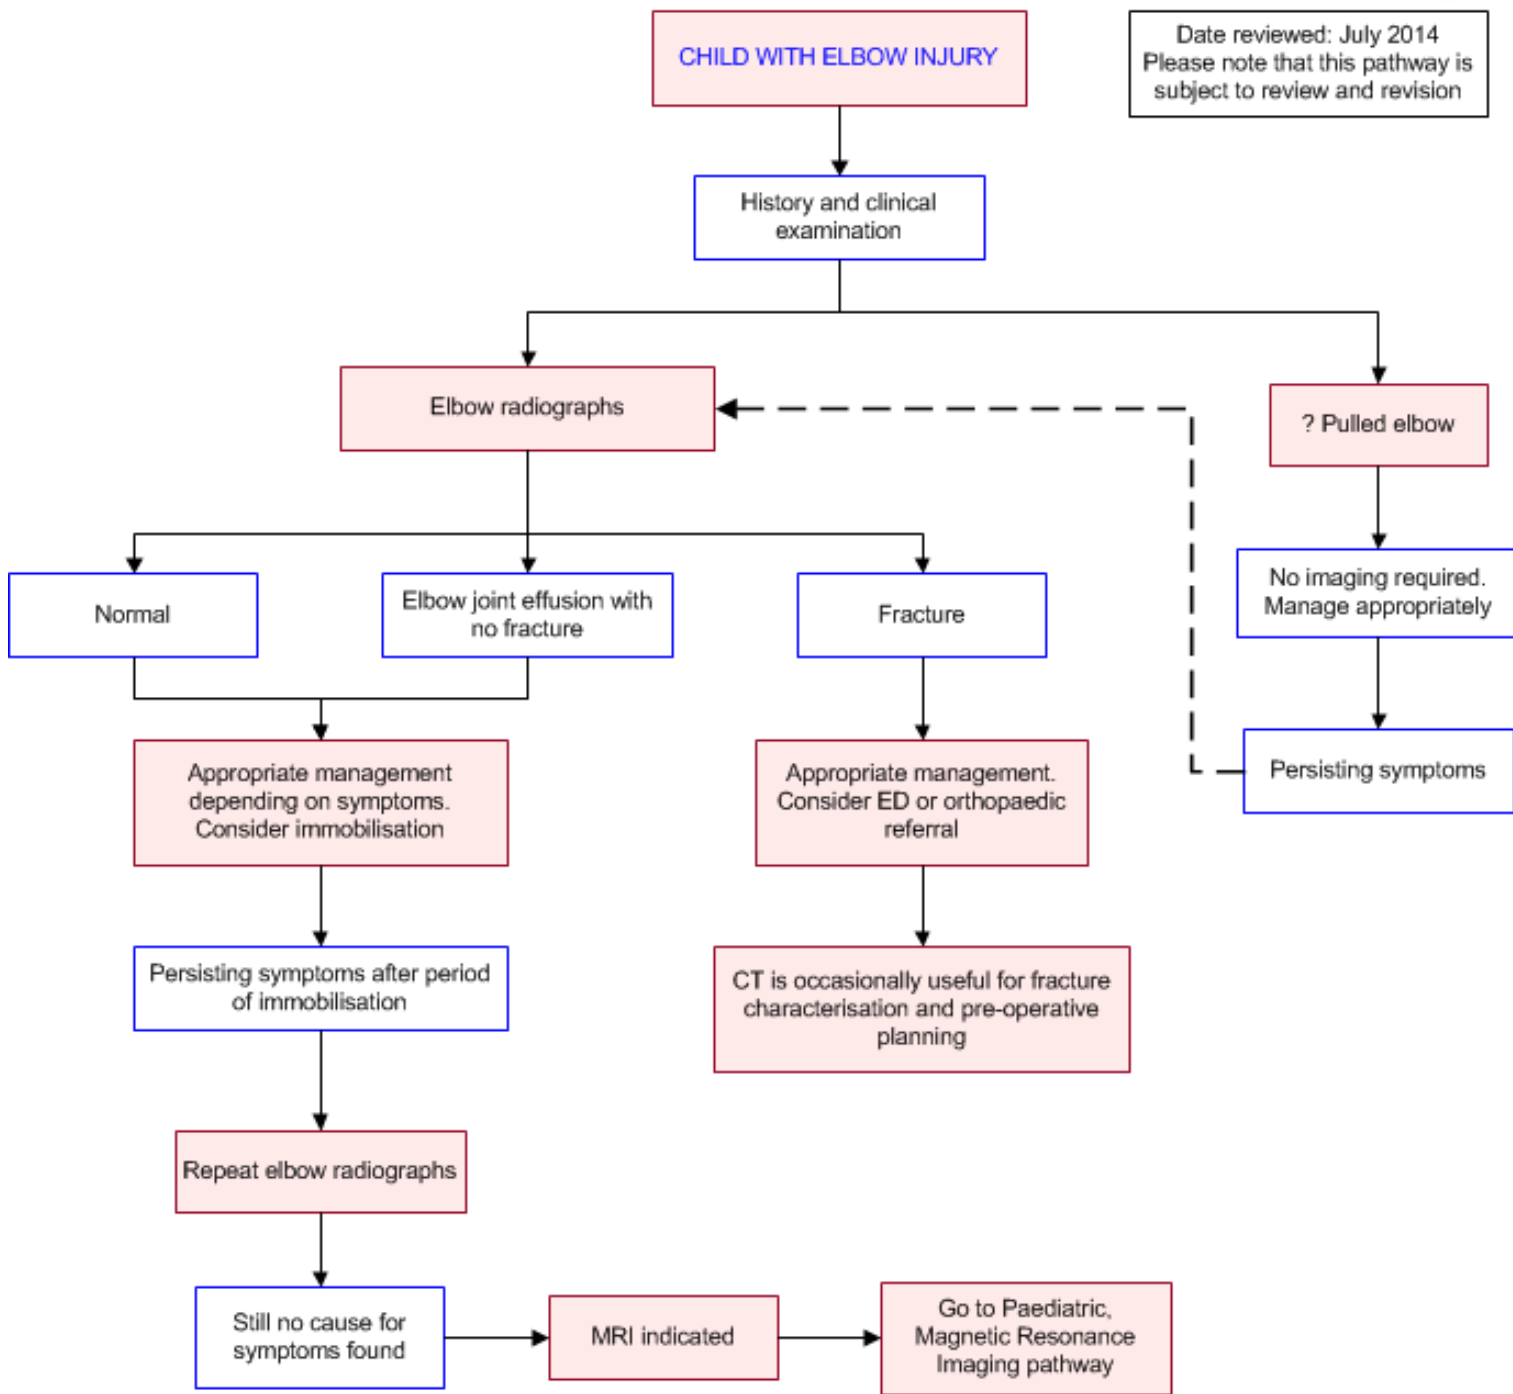 CHILD WITH ELBOW INJURY
Date reviewed: July 2014
Please note that this pathway is
subject to review and revision
History and clinical
examination
Elbow radiographs
? Pulled elbow
Normal
Elbow joint effusion with
no fracture
Fracture
No imaging required.
Manage appropriately
Appropriate management
depending on symptoms.
Consider immobilisation
Appropriate management.
Consider ED or orthopaedic
referral
Persisting symptoms
Persisting symptoms after period
of immobilisation
CT is occasionally useful for fracture
characterisation and pre-operative
planning
Repeat elbow radiographs
Still no cause for
symptoms found
MRI indicated
Go to Paediatric,
Magnetic Resonance
Imaging pathway